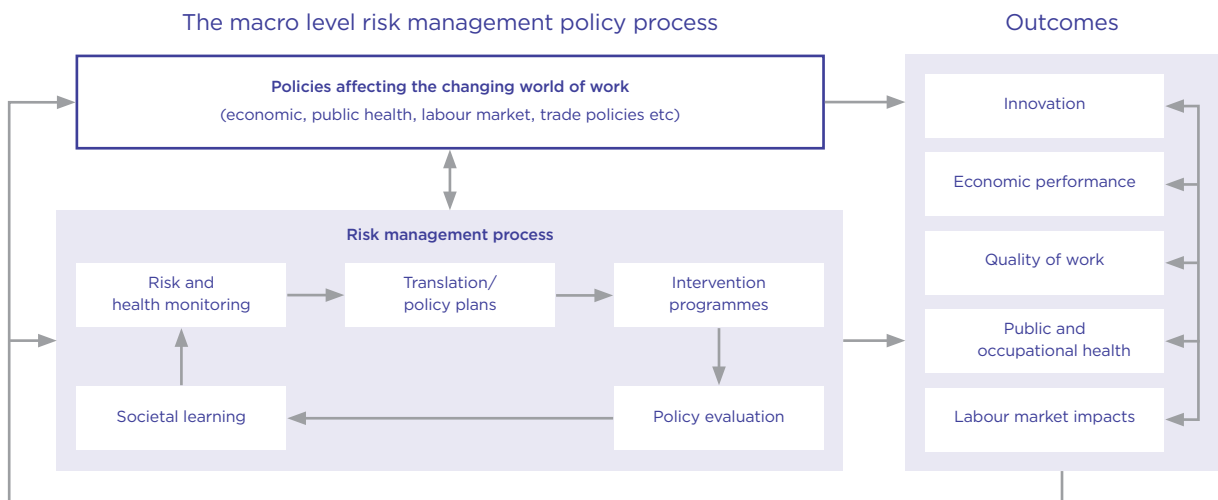 The macro level risk management policy process
Outcomes
Policies affecting the changing world of work
(economic, public health, labour market, trade policies etc)
Risk management process
Risk and
health monitoring
Translation/
policy plans
Intervention
programmes
Societal learning
Policy evaluation
Innovation
Economic performance
Quality of work
Public and
occupational health
Labour market impacts